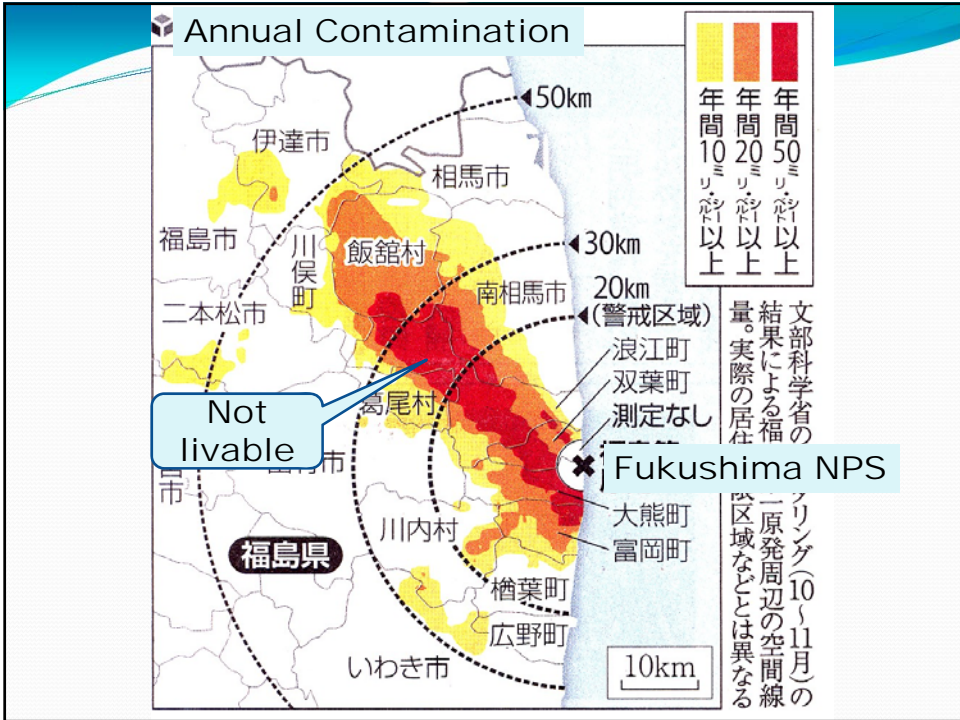 Annual Contamination
年間10ミリ・シーベルト以上
年間20ミリ・シーベルト以上
年間50ミリ・シーベルト以上
50km
伊達市
相馬市
福島市
川俣町
飯舘村
30km
南相馬市
20km
(警戒区域)
二本松市
浪江町
双葉町
葛尾村
測定なし
Not
livable
市
市
Fukushima NPS
大熊町
川内村
富岡町
福島県
楢葉町
広野町
いわき市
10km
文部科学省の
リング(10~11月)の
結果による福
原発周辺の空間線
量。実際の居住
限区域などとは異なる